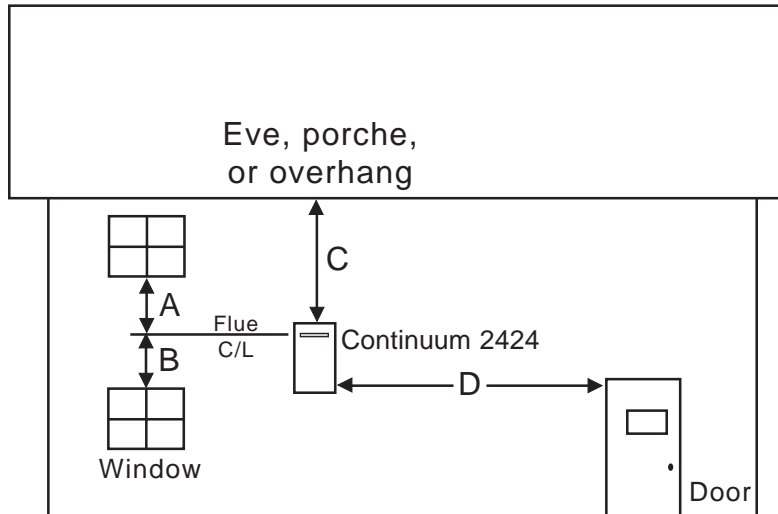 Eve, porche,
or overhang
C
A
Flue
C/L
Continuum 2424
B
D
Window
Door